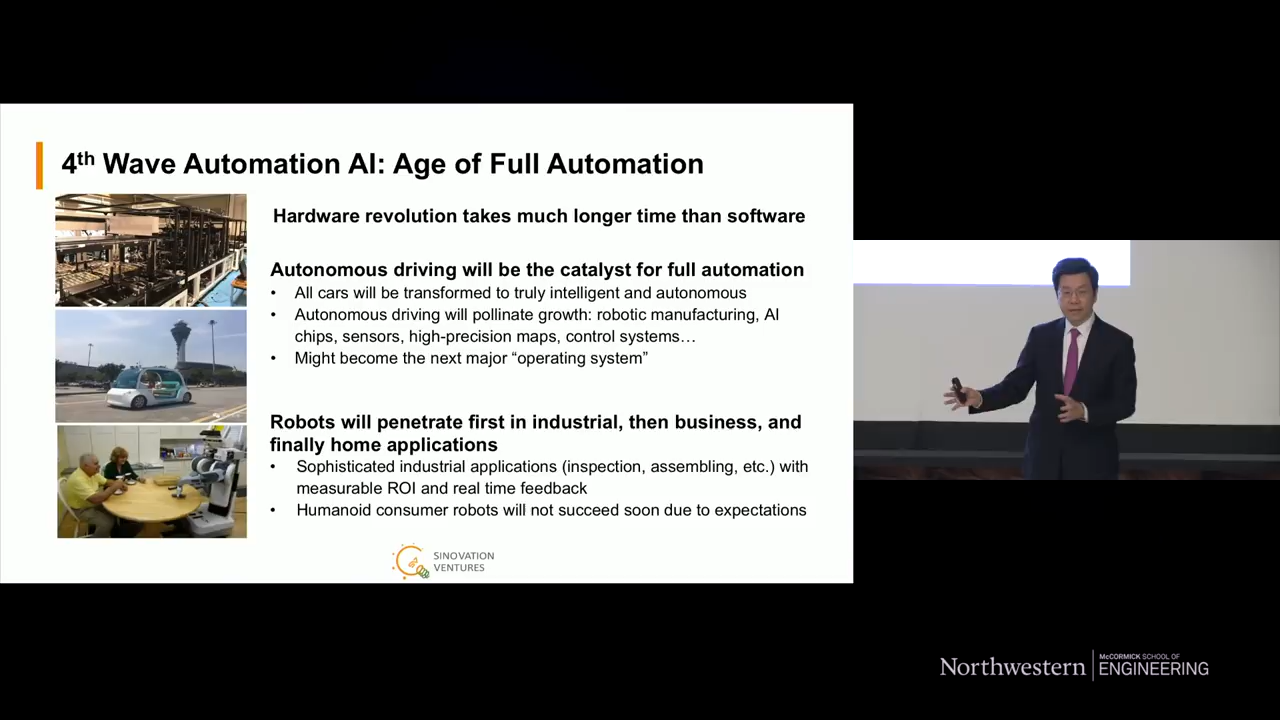 4th Wave Automation AI: Age of Full Automation
Hardware revolution takes much longer time than software
Autonomous driving will be the catalyst for full automation
• All cars will be transformed to truly intelligent and autonomous
• Autonomous driving will pollinate growth: robotic manufacturing, AI
chips, sensors, high-precision maps, control systems…
• Might become the next major “operating system”
Robots will penetrate first in industrial, then business, and
finally home applications
• Sophisticated industrial applications (inspection, assembling, etc.) with
measurable ROI and real time feedback
• Humanoid consumer robots will not succeed soon due to expectations
SINOVATION
VENTURES
Northwestern
McCORMICK SCHOOL OF
ENGINEERING